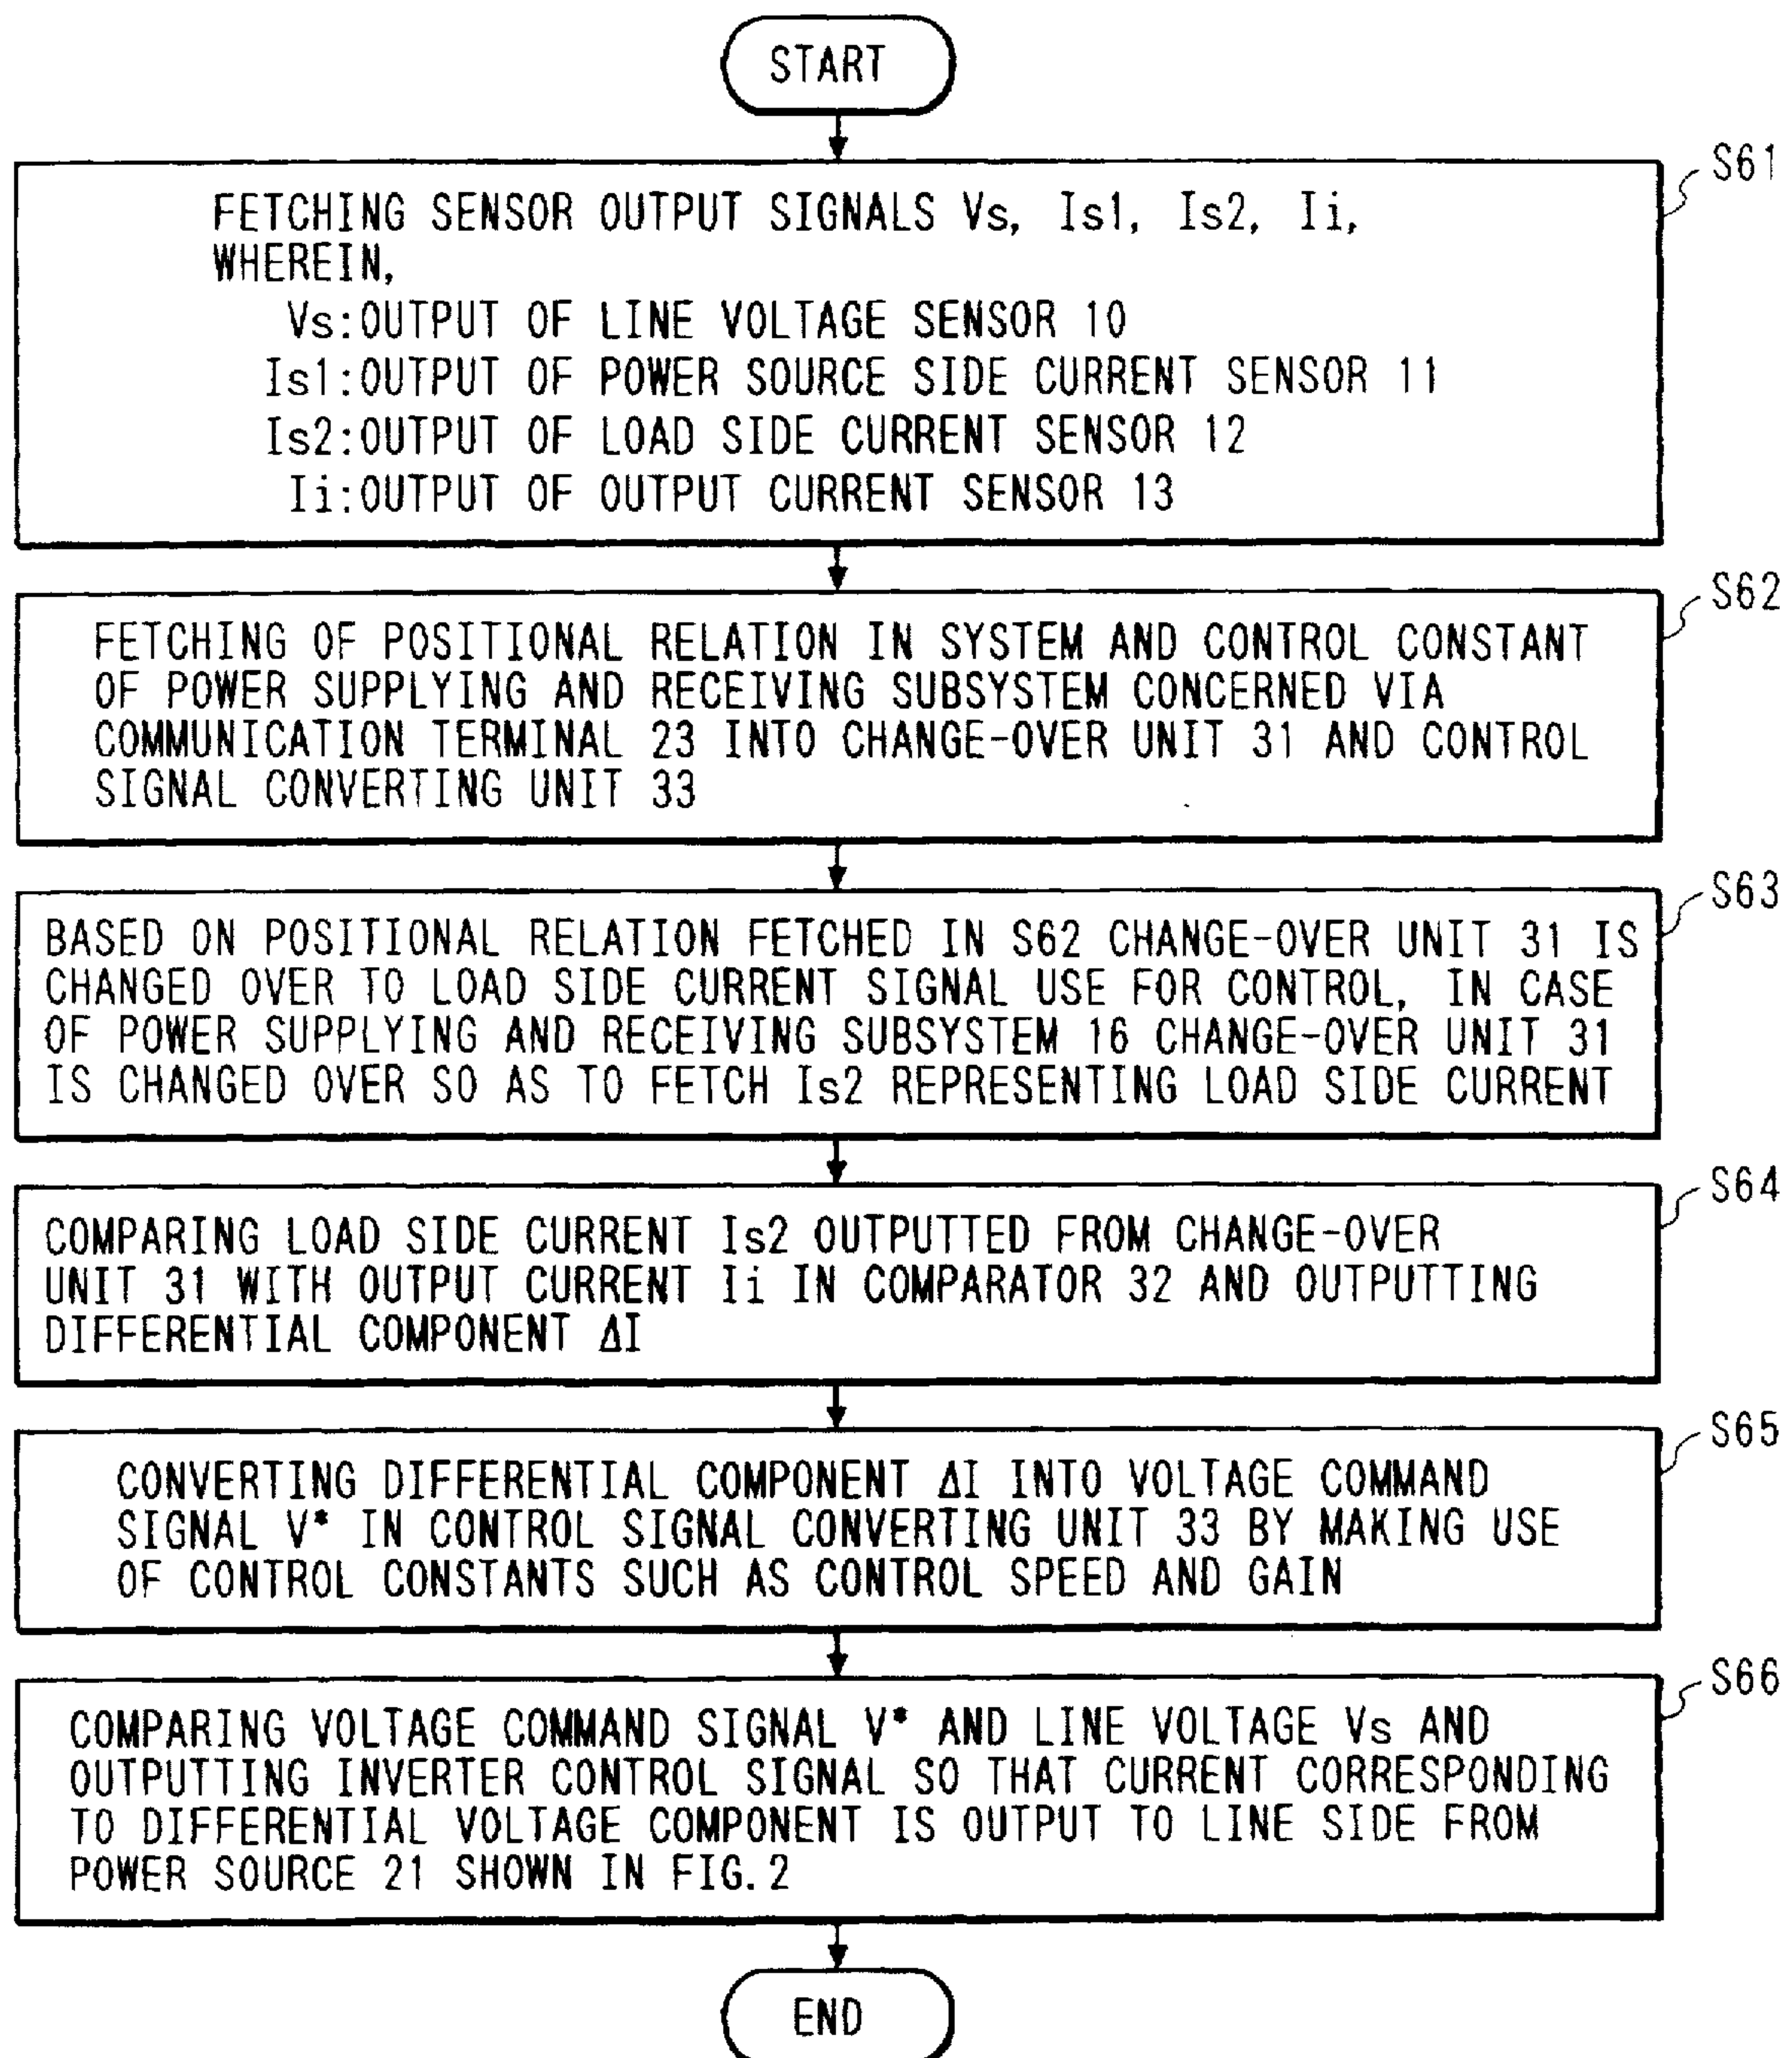 START
S61
FETCHING SENSOR OUTPUT SIGNALS Vs, Is1, Is2, Ii,
WHEREIN,
Vs:OUTPUT OF LINE VOLTAGE SENSOR 10
Is1:OUTPUT OF POWER SOURCE SIDE CURRENT SENSOR 11
Is2:OUTPUT OF LOAD SIDE CURRENT SENSOR 12
Ii:OUTPUT OF OUTPUT CURRENT SENSOR 13
S62
FETCHING OF POSITIONAL RELATION IN SYSTEM AND CONTROL CONSTANT
OF POWER SUPPLYING AND RECEIVING SUBSYSTEM CONCERNED VIA
COMMUNICATION TERMINAL 23 INTO CHANGE-OVER UNIT 31 AND CONTROL
SIGNAL CONVERTING UNIT 33
S63
BASED ON POSITIONAL RELATION FETCHED IN S62 CHANGE-OVER UNIT 31 IS
CHANGED OVER TO LOAD SIDE CURRENT SIGNAL USE FOR CONTROL, IN CASE
OF POWER SUPPLYING AND RECEIVING SUBSYSTEM 16 CHANGE-OVER UNIT 31
IS CHANGED OVER SO AS TO FETCH Is2 REPRESENTING LOAD SIDE CURRENT
S64
COMPARING LOAD SIDE CURRENT Is2 OUTPUTTED FROM CHANGE-OVER
UNIT 31 WITH OUTPUT CURRENT Ii IN COMPARATOR 32 AND OUTPUTTING
DIFFERENTIAL COMPONENT ΔI
S65
CONVERTING DIFFERENTIAL COMPONENT ΔI INTO VOLTAGE COMMAND
SIGNAL V* IN CONTROL SIGNAL CONVERTING UNIT 33 BY MAKING USE
OF CONTROL CONSTANTS SUCH AS CONTROL SPEED AND GAIN
S66
COMPARING VOLTAGE COMMAND SIGNAL V* AND LINE VOLTAGE Vs AND
OUTPUTTING INVERTER CONTROL SIGNAL SO THAT CURRENT CORRESPONDING
TO DIFFERENTIAL VOLTAGE COMPONENT IS OUTPUT TO LINE SIDE FROM
POWER SOURCE 21 SHOWN IN FIG.2
END